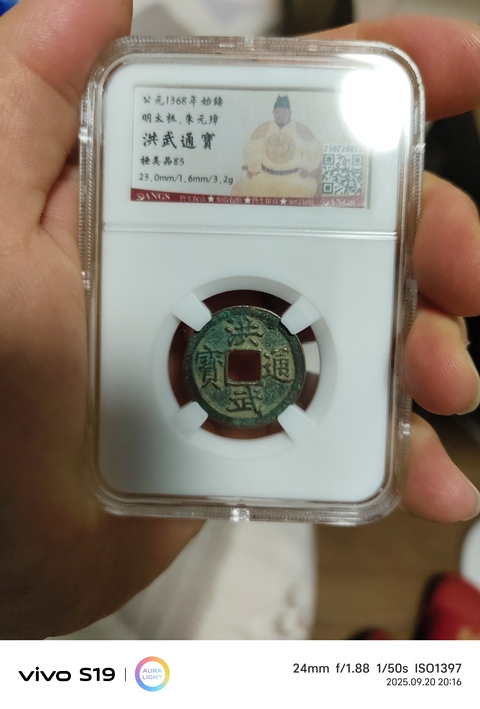 公元1368年始鑄
明太祖.朱元璋
洪武通寶
極美品85
23.0mm/1.6mm/3.2g
洪武通寶
vivo S19
AURA LIGHT
24mm f/1.88 1/50s ISO1397
2025.09.20 20:16